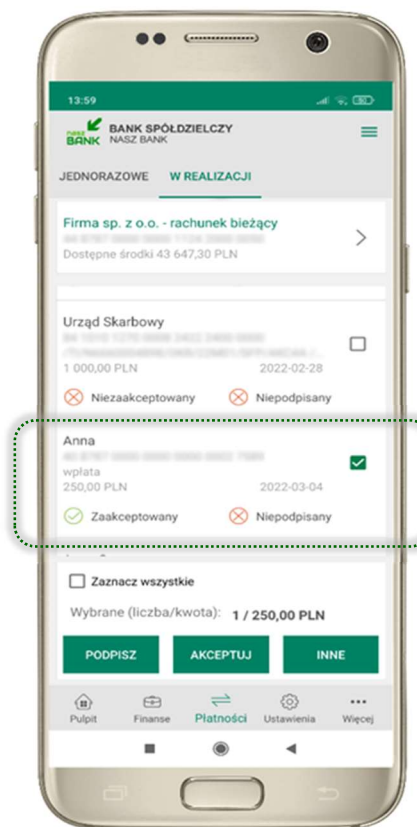 13:59
NASZ BANK
BANK SPÓŁDZIELCZY
NASZ BANK
JEDNORAZOWE W REALIZACJI
Firma sp. z o.o. - rachunek bieżący
Dostępne środki 43 647,30 PLN
Urząd Skarbowy
1 000,00 PLN 2022-02-28
Niezaakceptowany Niepodpisany
Anna
wpłata
250,00 PLN 2022-03-04
Zaakceptowany Niepodpisany
Zaznacz wszystkie
Wybrane (liczba/kwota): 1 / 250,00 PLN
PODPISZ AKCEPTUJ INNE
Pulpit Finanse Płatności Ustawienia Więcej